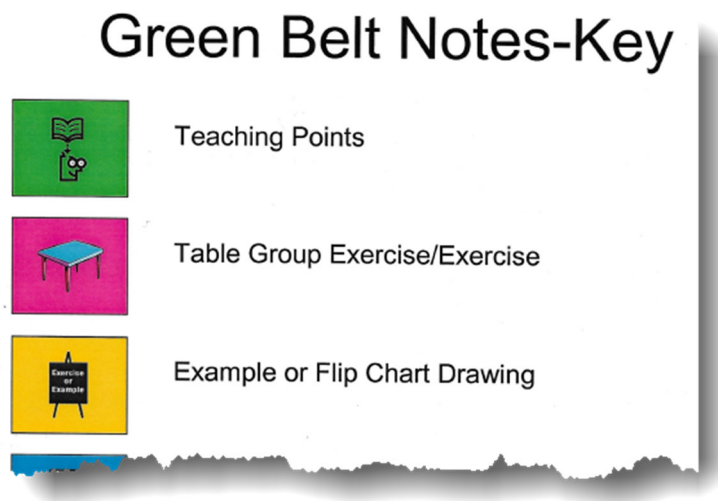 Green Belt Notes-Key
Teaching Points
Table Group Exercise/Exercise
Exercise
or
Example
Example or Flip Chart Drawing